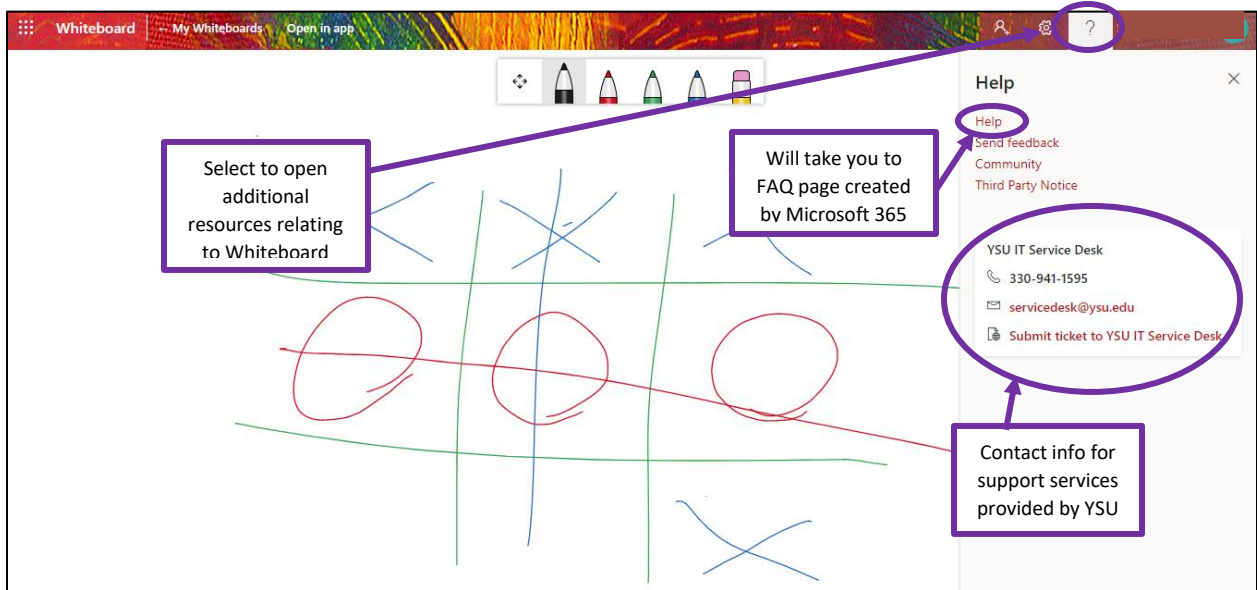 Whiteboard
← My Whiteboards
Open in app
?
Help
Help
Send feedback
Community
Third Party Notice
YSU IT Service Desk
330-941-1595
servicedesk@ysu.edu
Submit ticket to YSU IT Service Desk
Select to open
additional
resources relating
to Whiteboard
Will take you to
FAQ page created
by Microsoft 365
Contact info for
support services
provided by YSU